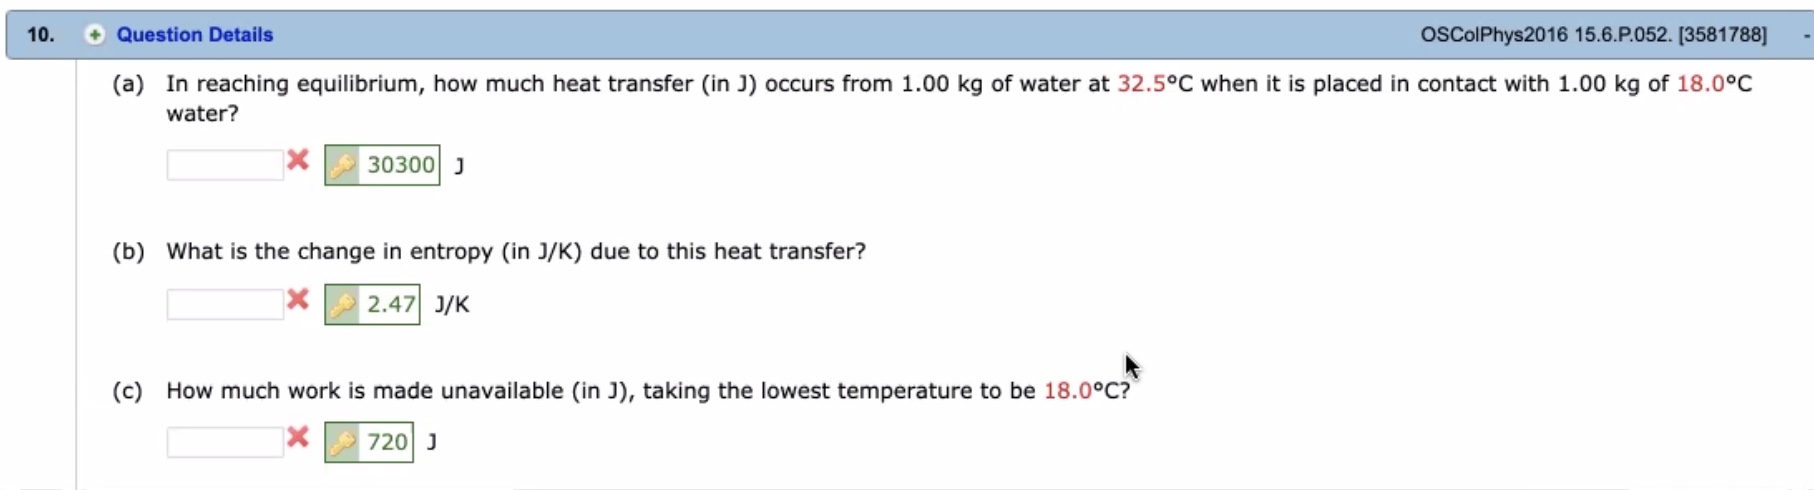 10. Question Details OSColPhys2016 15.6.P.052. [3581788] -
(a) In reaching equilibrium, how much heat transfer (in J) occurs from 1.00 kg of water at 32.5°C when it is placed in contact with 1.00 kg of 18.0°C
water?
30300 J
(b) What is the change in entropy (in J/K) due to this heat transfer?
2.47 J/K
(c) How much work is made unavailable (in J), taking the lowest temperature to be 18.0°C?
720 J